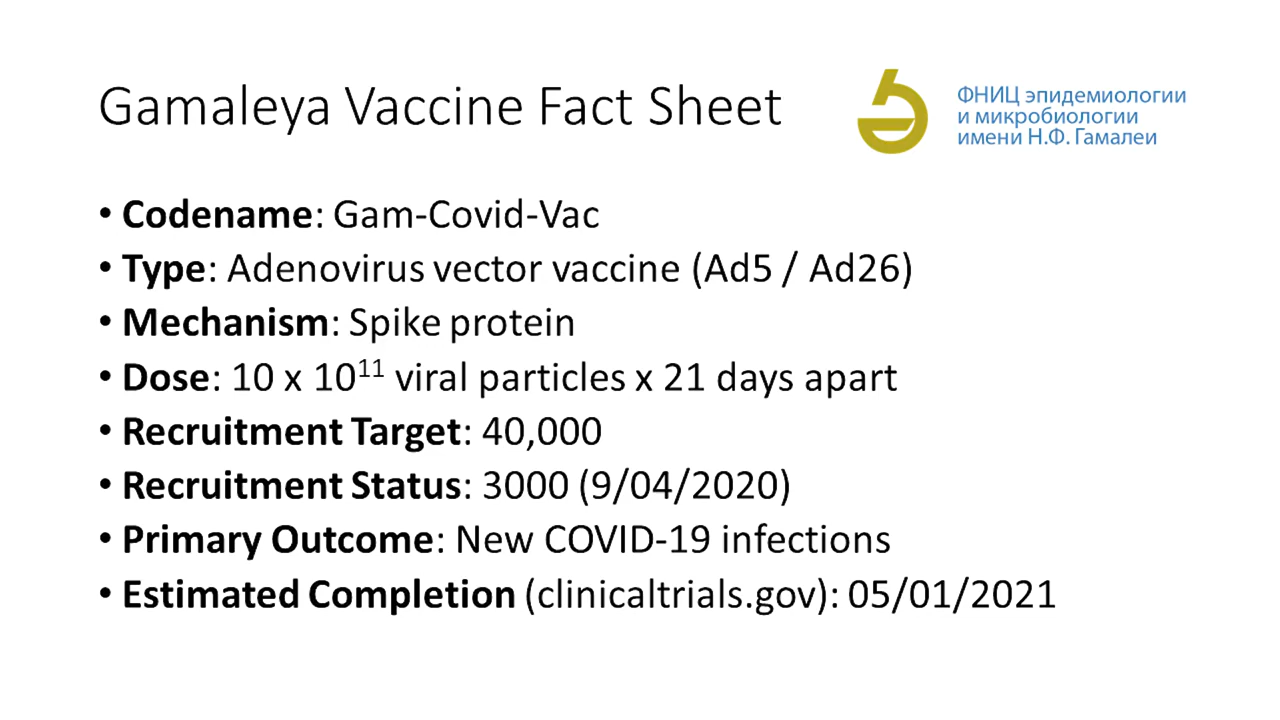 Gamaleya Vaccine Fact Sheet
ФНИЦ эпидемиологии
и микробиологии
имени Н.Ф. Гамалеи
• Codename: Gam-Covid-Vac
• Type: Adenovirus vector vaccine (Ad5 / Ad26)
• Mechanism: Spike protein
• Dose: 10 x 10¹¹ viral particles x 21 days apart
• Recruitment Target: 40,000
• Recruitment Status: 3000 (9/04/2020)
• Primary Outcome: New COVID-19 infections
• Estimated Completion (clinicaltrials.gov): 05/01/2021